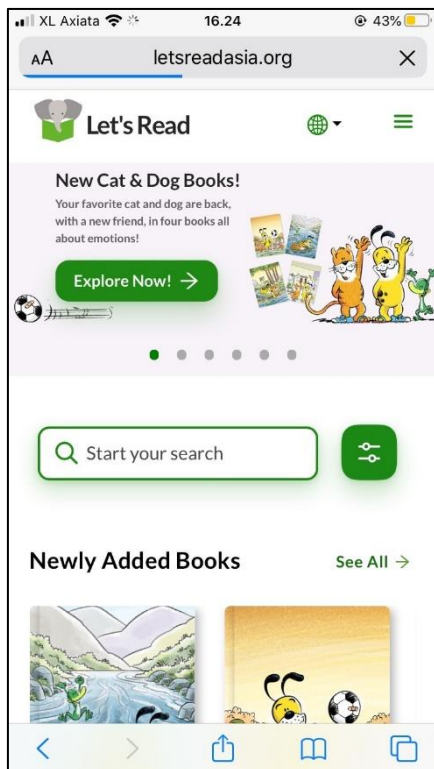 XL Axiata 16.24 43%
AA letsreadasia.org
Let's Read
New Cat & Dog Books!
Your favorite cat and dog are back,
with a new friend, in four books all
about emotions!
Explore Now! →
Start your search
Newly Added Books See All →